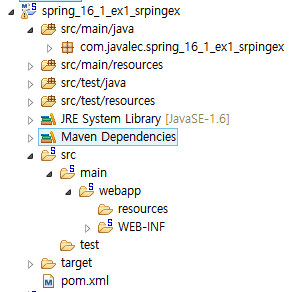 spring_16_1_ex1_srpingex
src/main/java
com.javalec.spring_16_1_ex1_srpingex
src/main/resources
src/test/java
src/test/resources
JRE System Library [JavaSE-1.6]
Maven Dependencies
src
main
webapp
resources
WEB-INF
test
target
pom.xml